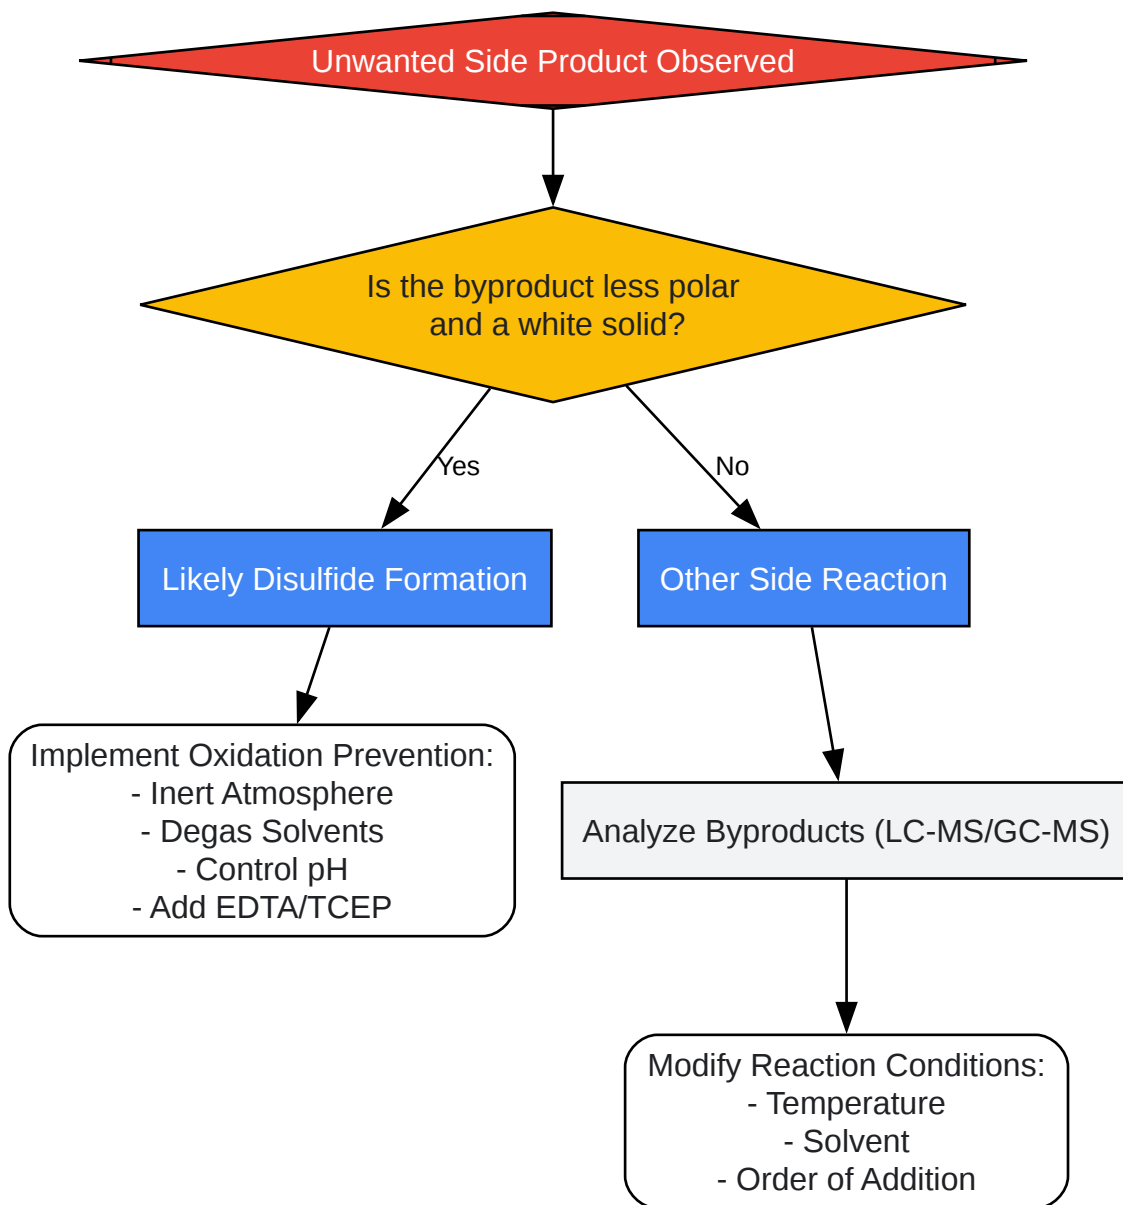 Unwanted Side Product Observed
Is the byproduct less polar
and a white solid?
Yes
No
Likely Disulfide Formation
Other Side Reaction
Implement Oxidation Prevention:
- Inert Atmosphere
- Degas Solvents
- Control pH
- Add EDTA/TCEP
Analyze Byproducts (LC-MS/GC-MS)
Modify Reaction Conditions:
- Temperature
- Solvent
- Order of Addition